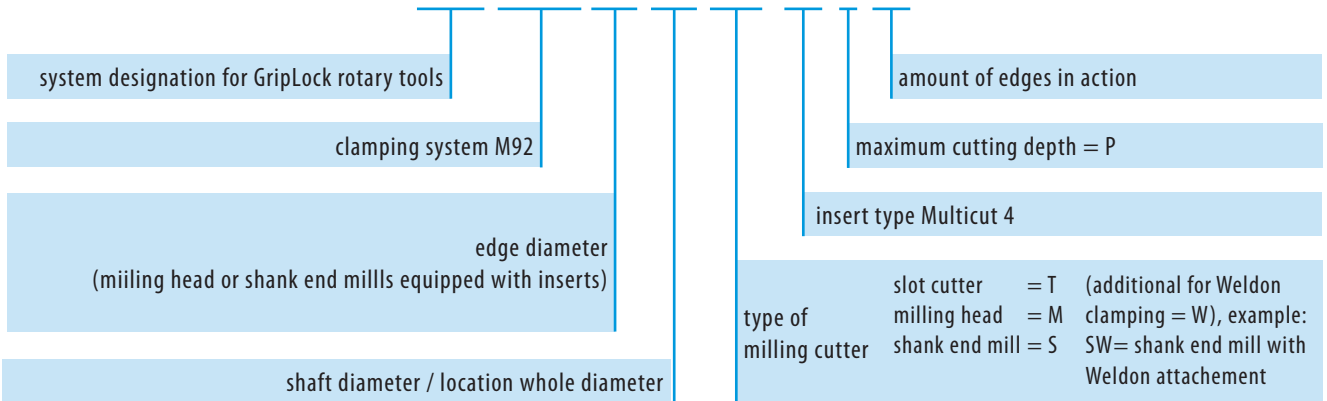 system designation for GripLock rotary tools
amount of edges in action
clamping system M92
maximum cutting depth = P
insert type Multicut 4
edge diameter
(miiling head or shank end millls equipped with inserts)
type of
milling cutter
slot cutter = T
milling head = M
shank end mill = S
(additional for Weldon
clamping = W), example:
SW= shank end mill with
Weldon attachement
shaft diameter / location whole diameter